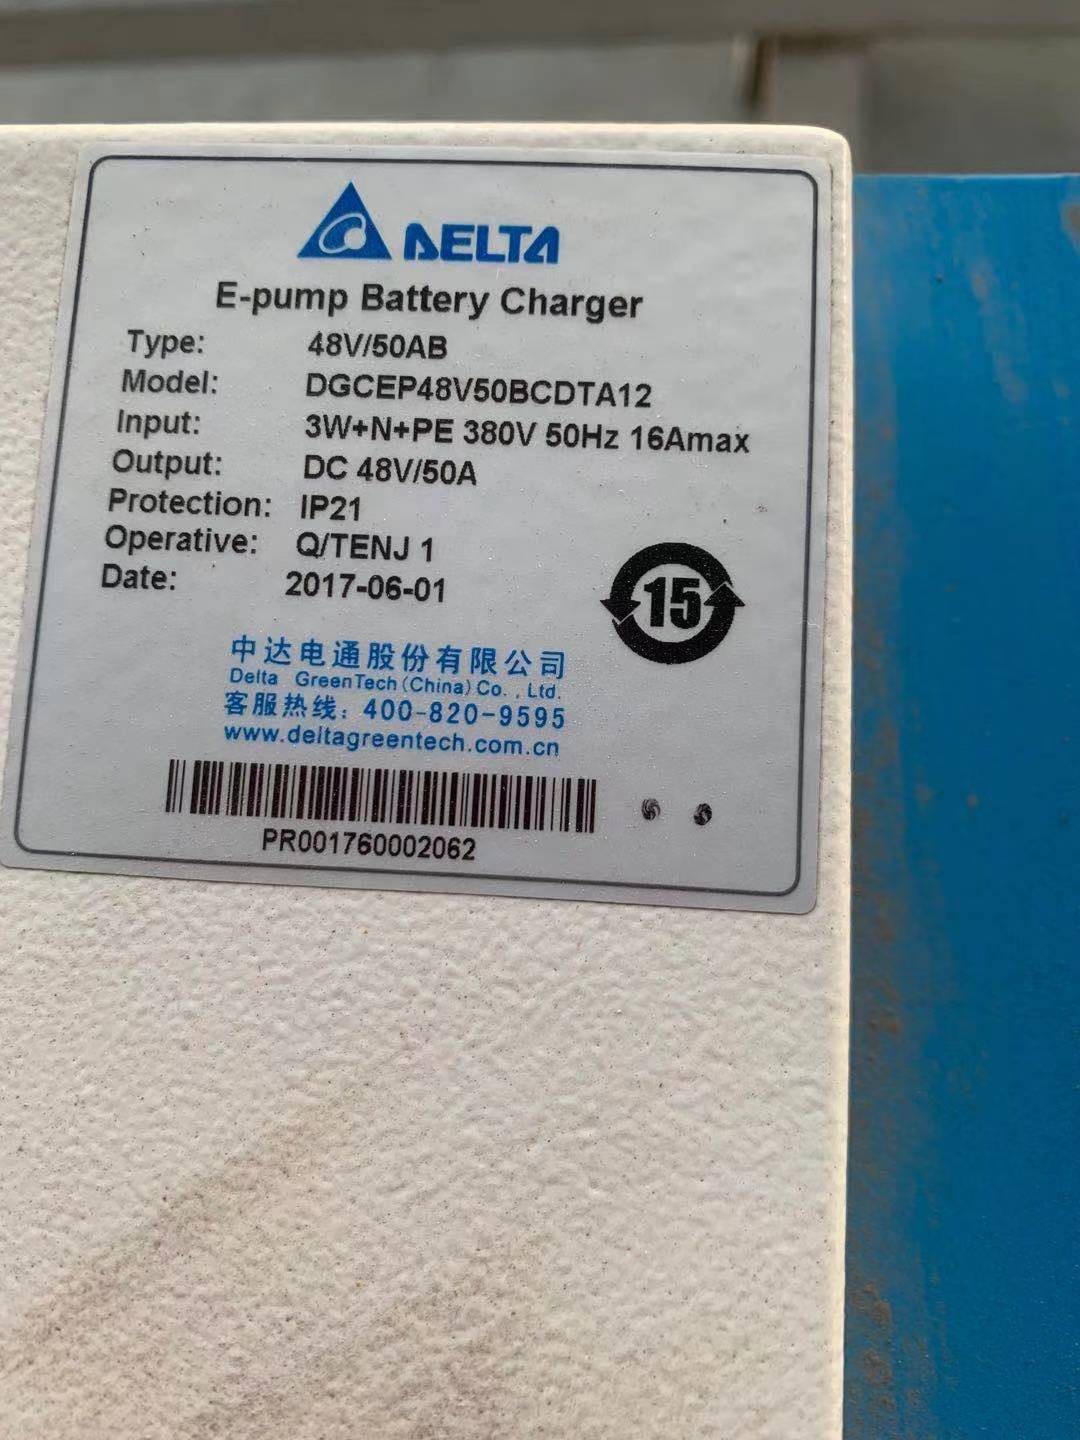 DELTA
E-pump Battery Charger
Type: 48V/50AB
Model: DGCEP48V50BCDTA12
Input: 3W+N+PE 380V 50Hz 16Amax
Output: DC 48V/50A
Protection: IP21
Operative: Q/TENJ 1
Date: 2017-06-01
15
中达电通股份有限公司
Delta GreenTech(China)Co.,Ltd.
客服热线：400-820-9595
www.deltagreentech.com.cn
PR001760002062